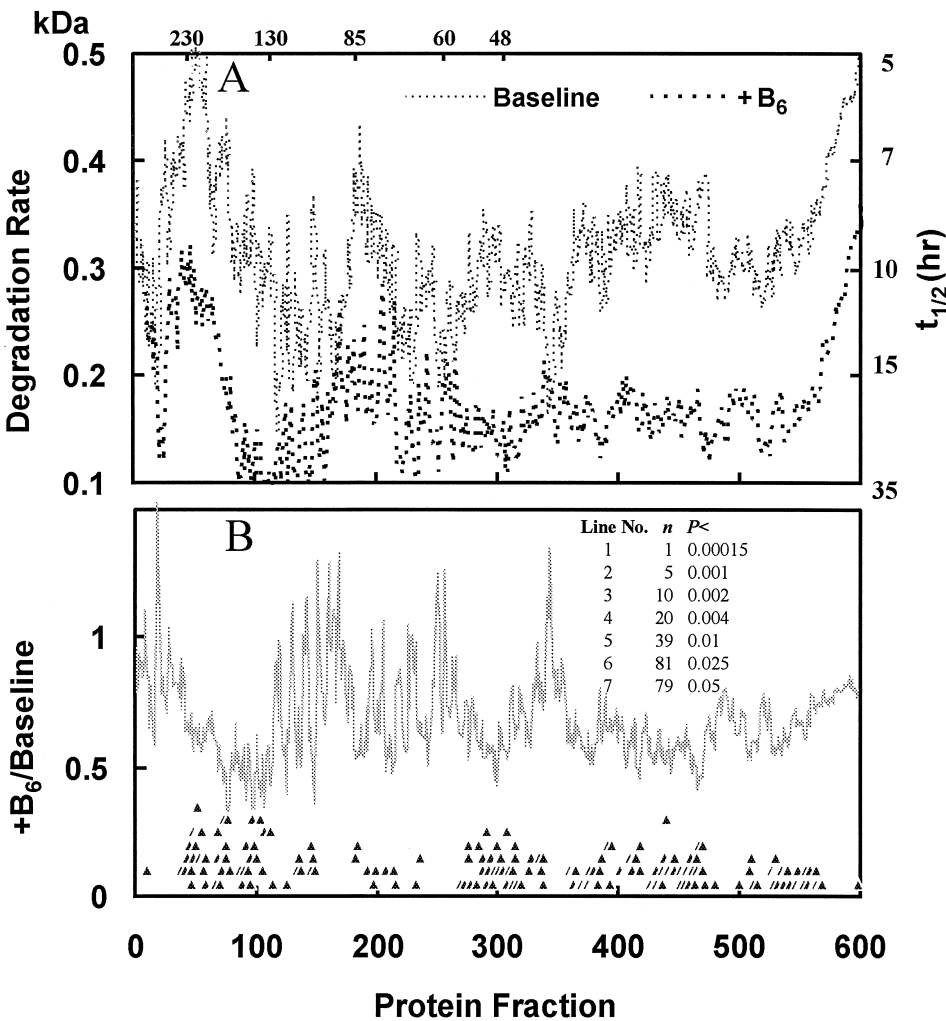 kDa
230 130 85 60 48
A
Baseline +B6
0.5
0.4
0.3
0.2
0.1
Degradation Rate
5
7
10
15
35
t1/2 (hr)
B
Line No. n P<
1 1 0.00015
2 5 0.001
3 10 0.002
4 20 0.004
5 39 0.01
6 81 0.025
7 79 0.05
1
0.5
0
+B6/Baseline
0 100 200 300 400 500 600
Protein Fraction